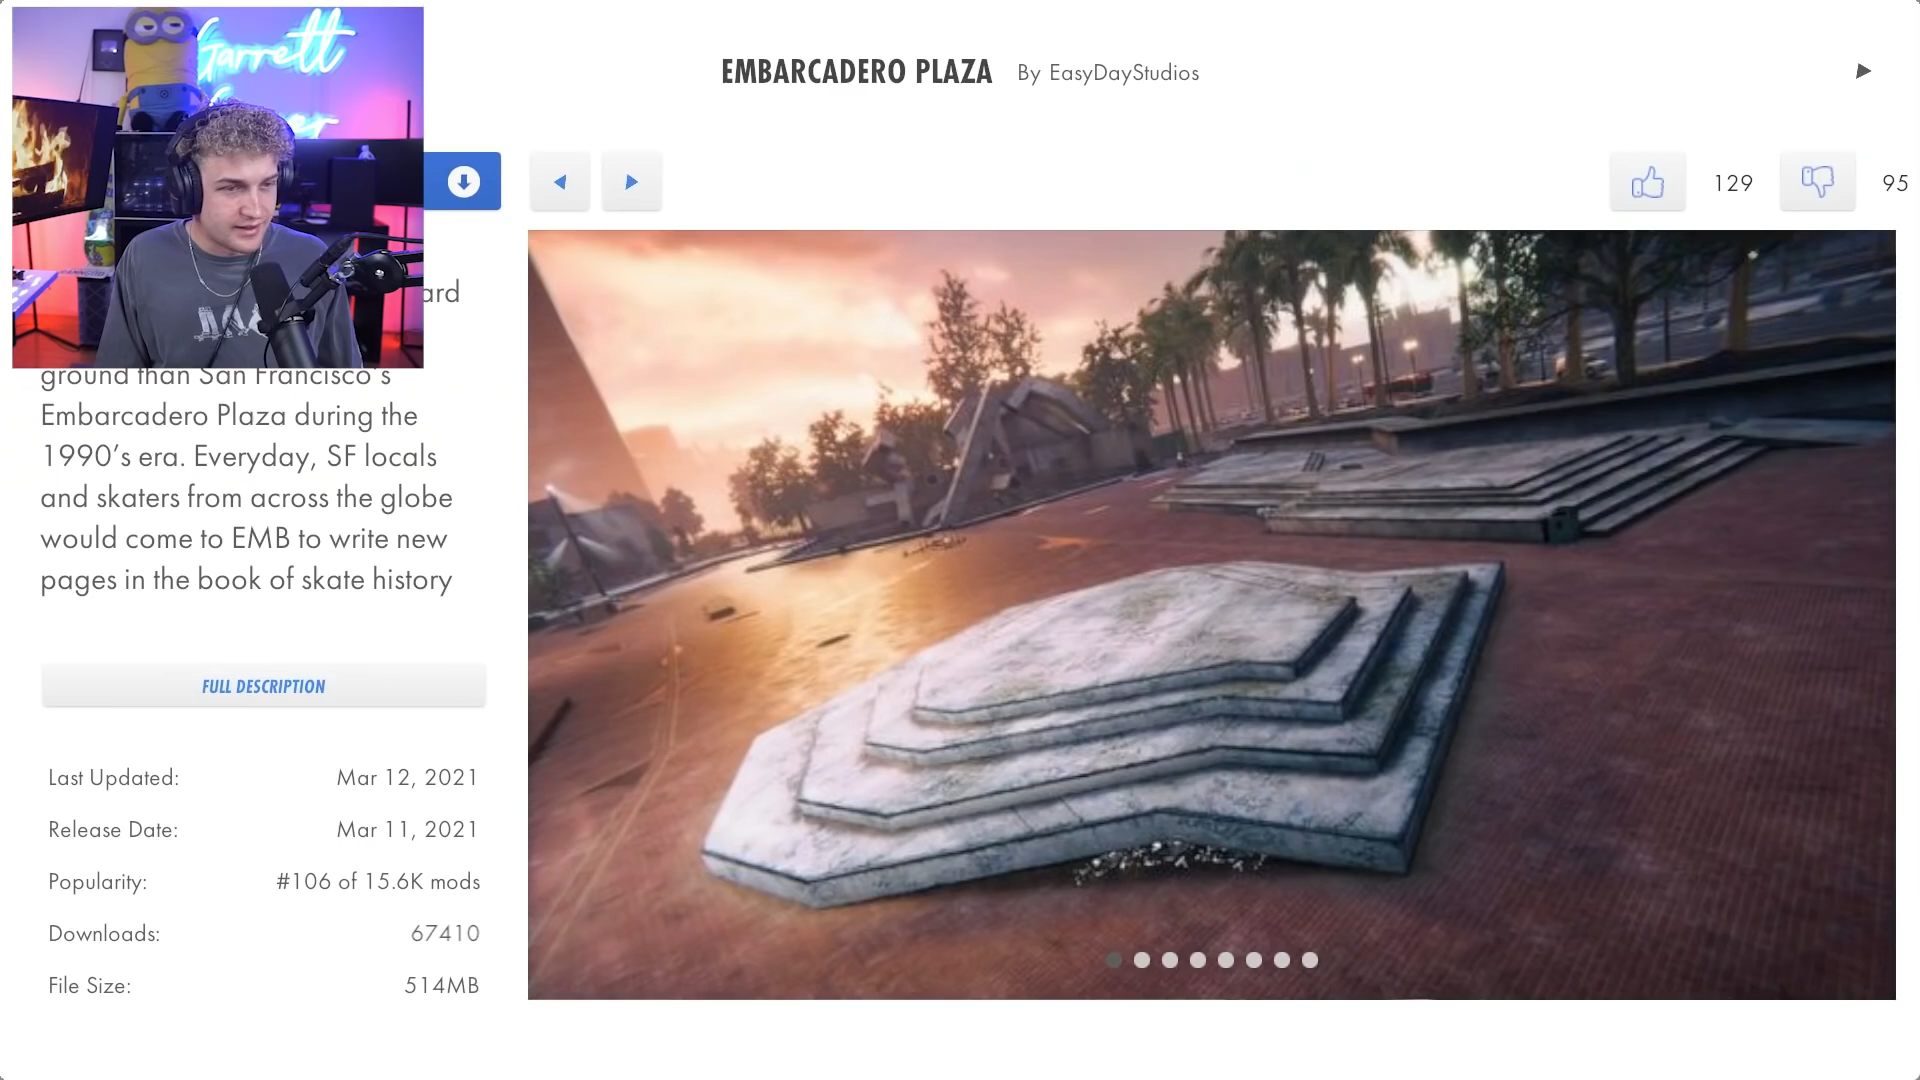 Garrett
EMBARCADERO PLAZA By EasyDayStudios
129
95
ard
ground than San Francisco's
Embarcadero Plaza during the
1990's era. Everyday, SF locals
and skaters from across the globe
would come to EMB to write new
pages in the book of skate history
FULL DESCRIPTION
Last Updated: Mar 12, 2021
Release Date: Mar 11, 2021
Popularity: #106 of 15.6K mods
Downloads: 67410
File Size: 514MB